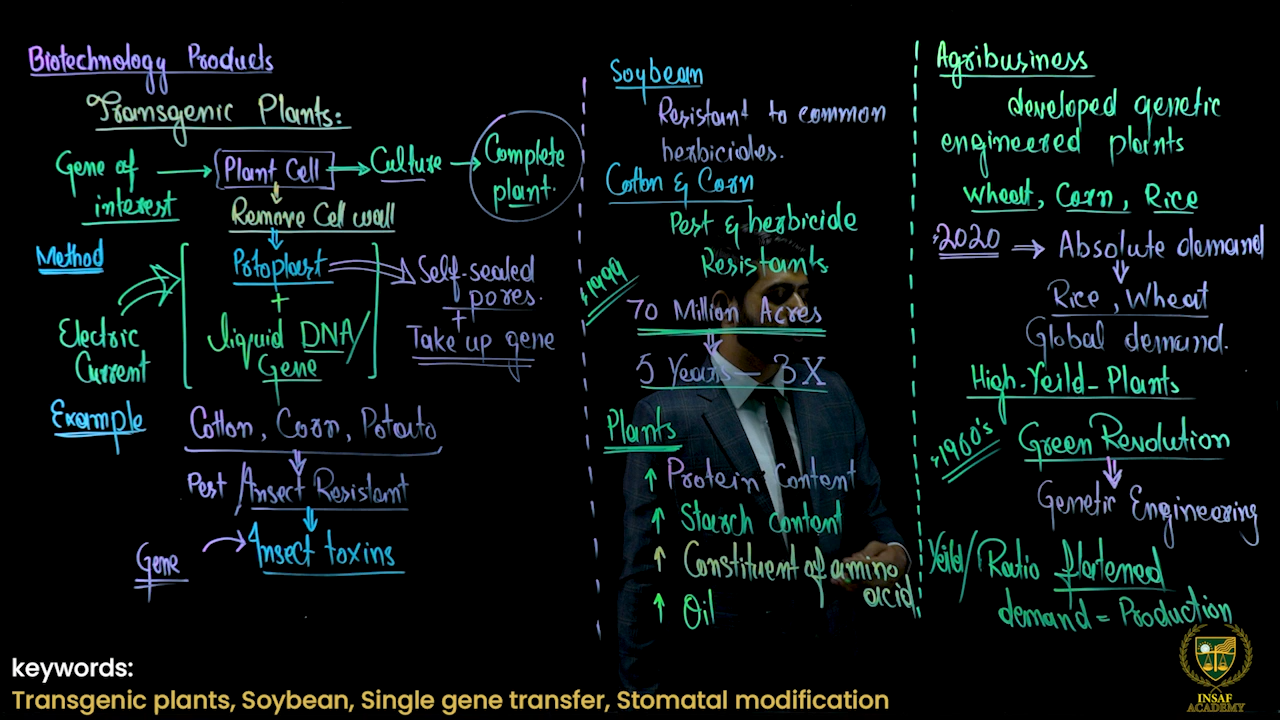 Biotechnology Products
Transgenic Plants:
Gene of interest → Plant Cell → Culture → Complete plant.
Remove Cell wall
Method
Protoplast
Self-sealed pores.
+
Take up gene
+
liquid DNA/
Gene
Electric
Current
Example
Cotton, Corn, Potato
Pest / Insect Resistant
Gene
Insect toxins
Soybean
Resistant to common
herbicides.
Cotton & Corn
Pest & herbicide
Resistants
1999
70 Million Acres
5 Years – 3X
Plants
↑ Protein Content
↑ Starch content
↑ Constituent of amino
acid
↑ Oil
Agribusiness
developed genetic
engineered plants
Wheat, Corn, Rice
2020 → Absolute demand
Rice, Wheat
Global demand.
High-Yeild-Plants
1960's
Green Revolution
Genetic Engineering
Yeild/Ratio flatened
demand = Production
keywords:
Transgenic plants, Soybean, Single gene transfer, Stomatal modification
INSAF
ACADEMY